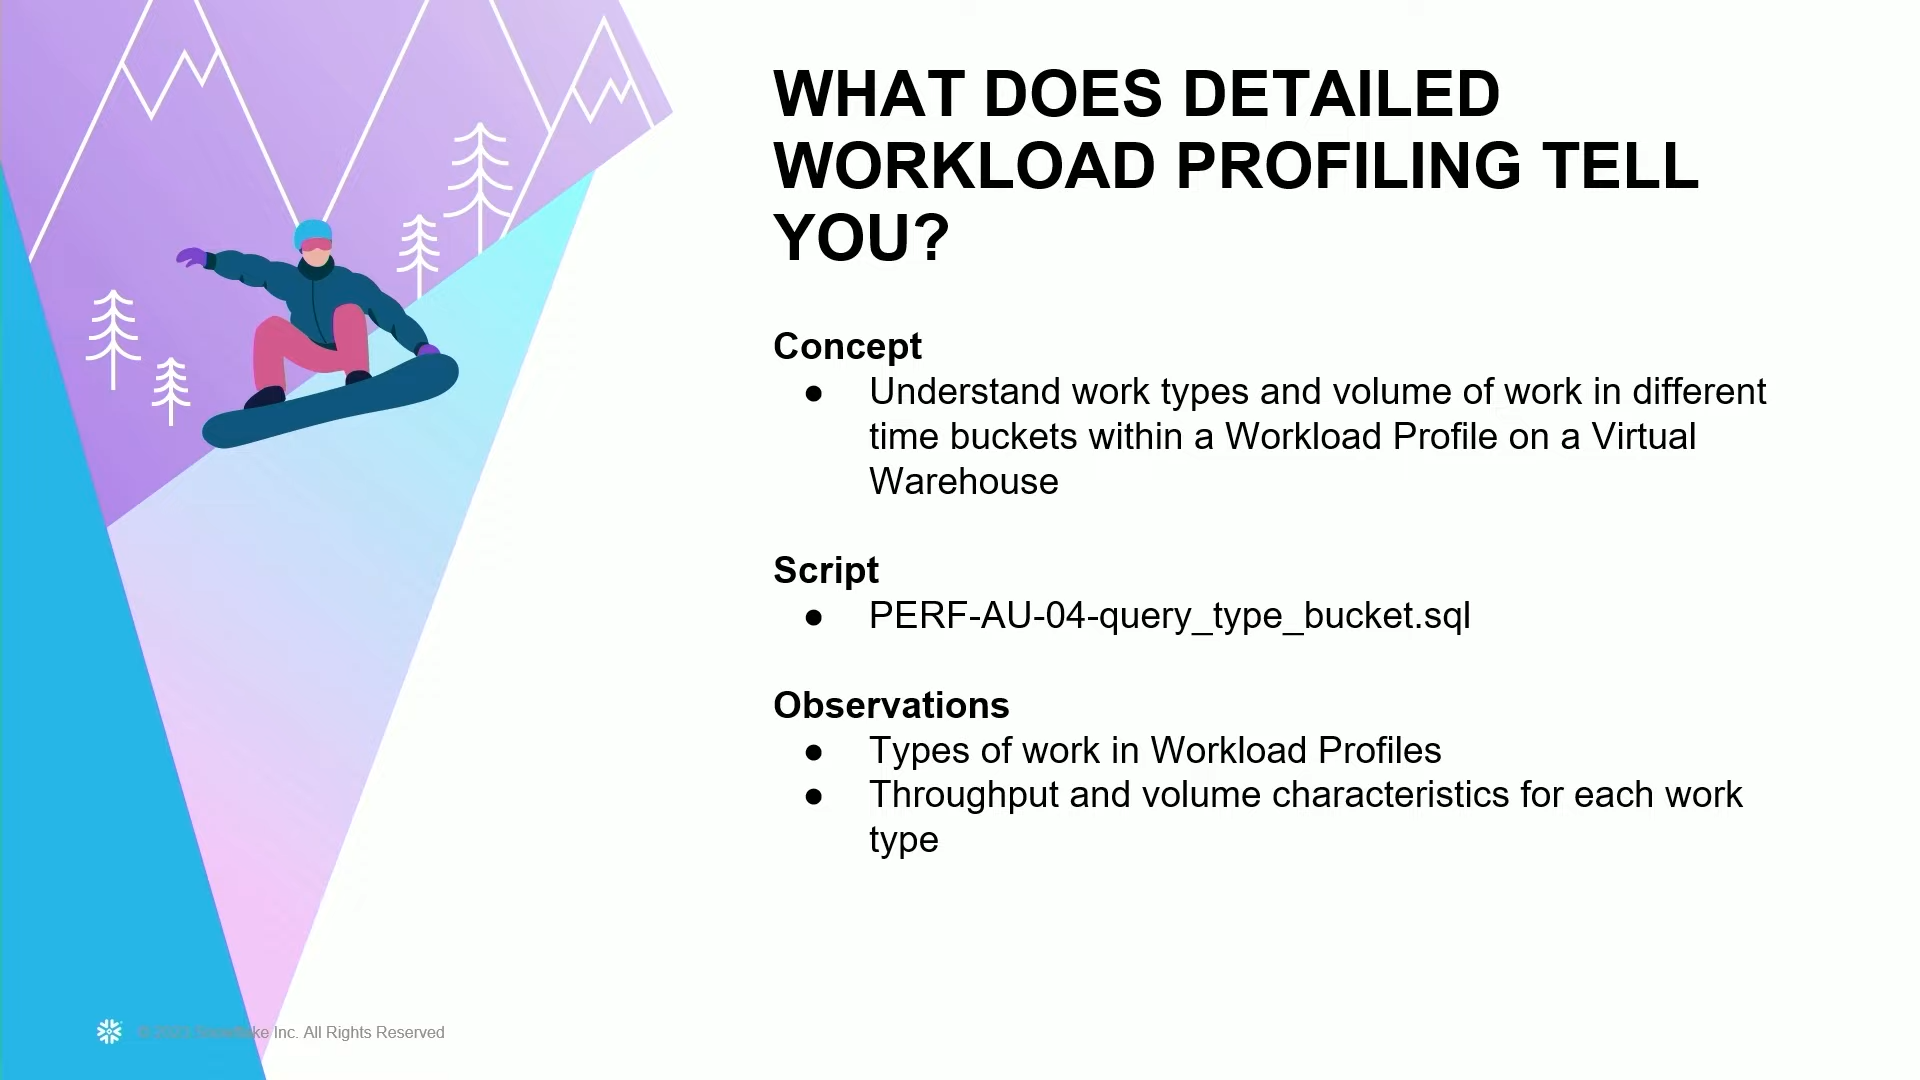 WHAT DOES DETAILED
WORKLOAD PROFILING TELL
YOU?
Concept
● Understand work types and volume of work in different
time buckets within a Workload Profile on a Virtual
Warehouse
Script
● PERF-AU-04-query_type_bucket.sql
Observations
● Types of work in Workload Profiles
● Throughput and volume characteristics for each work
type
Inc. All Rights Reserved